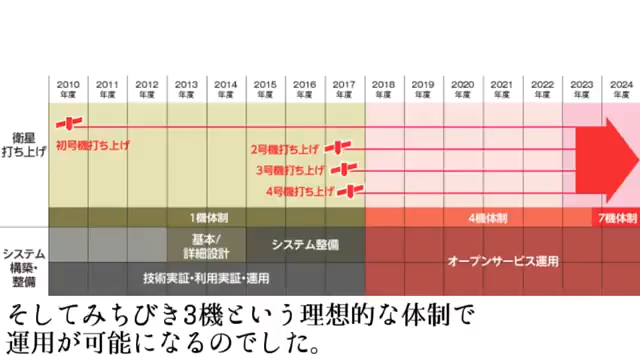 2010 2011 2012 2013 2014 2015 2016 2017 2018 2019 2020 2021 2022 2023 2024
年度 年度 年度 年度 年度 年度 年度 年度 年度 年度 年度 年度 年度 年度 年度
衛星
打ち上げ
初号機打ち上げ
2号機打ち上げ
3号機打ち上げ
4号機打ち上げ
1機体制 4機体制 7機体制
システム
構築・
整備
基本/
詳細設計
システム整備
技術実証・利用実証・運用
オープンサービス運用
そしてみちびき3機という理想的な体制で
運用が可能になるのでした。